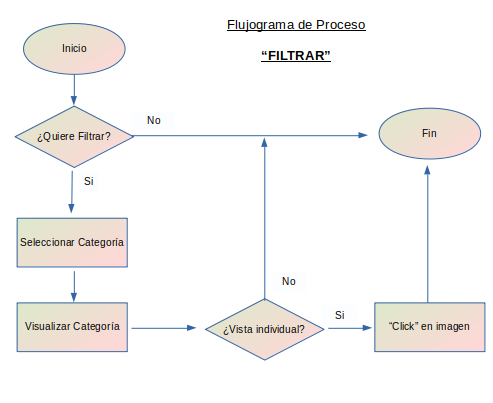 Flujograma de Proceso
“FILTRAR”
Inicio
¿Quiere Filtrar?
No
Fin
Si
Seleccionar Categoría
Visualizar Categoría
¿Vista individual?
No
Si
“Click” en imagen